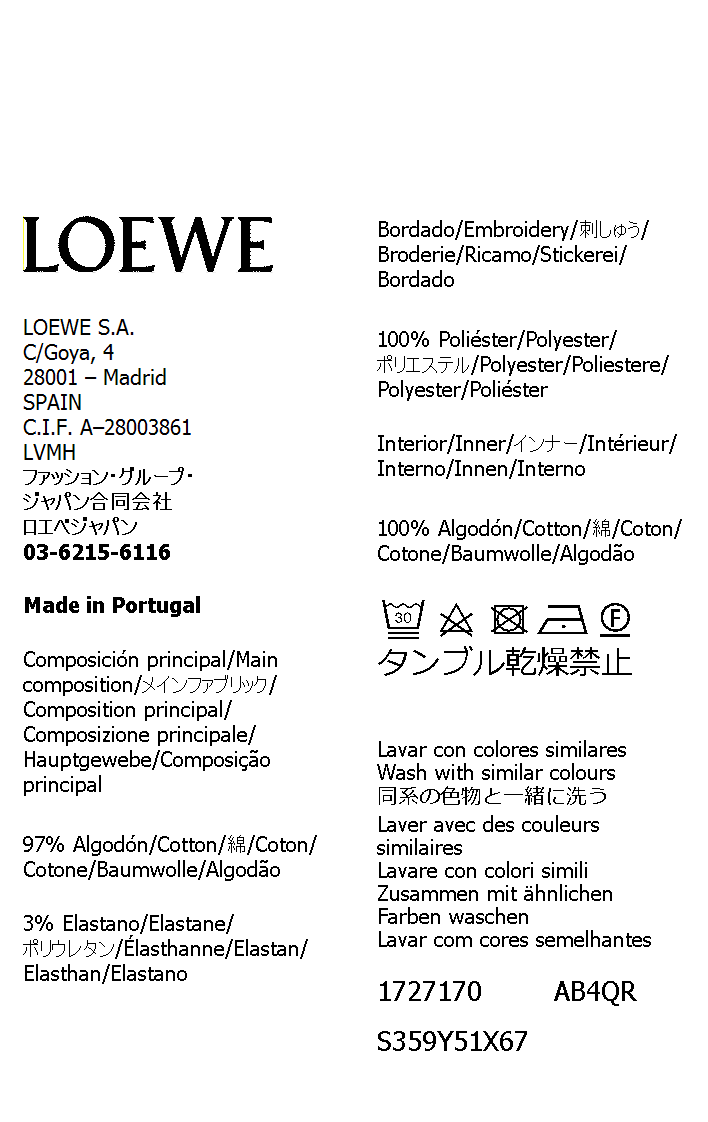 LOEWE
LOEWE S.A.
C/Goya, 4
28001 – Madrid
SPAIN
C.I.F. A–28003861
LVMH
ファッション・グループ・
ジャパン合同会社
ロエベジャパン
03-6215-6116
Made in Portugal
Composición principal/Main
composition/メインファブリック/
Composition principal/
Composizione principale/
Hauptgewebe/Composição
principal
97% Algodón/Cotton/綿/Coton/
Cotone/Baumwolle/Algodão
3% Elastano/Elastane/
ポリウレタン/Élasthanne/Elastan/
Elasthan/Elastano
Bordado/Embroidery/刺しゅう/
Broderie/Ricamo/Stickerei/
Bordado
100% Poliéster/Polyester/
ポリエステル/Polyester/Poliestere/
Polyester/Poliéster
Interior/Inner/インナー/Intérieur/
Interno/Innen/Interno
100% Algodón/Cotton/綿/Coton/
Cotone/Baumwolle/Algodão
30 F
タンブル乾燥禁止
Lavar con colores similares
Wash with similar colours
同系の色物と一緒に洗う
Laver avec des couleurs
similaires
Lavare con colori simili
Zusammen mit ähnlichen
Farben waschen
Lavar com cores semelhantes
1727170 AB4QR
S359Y51X67